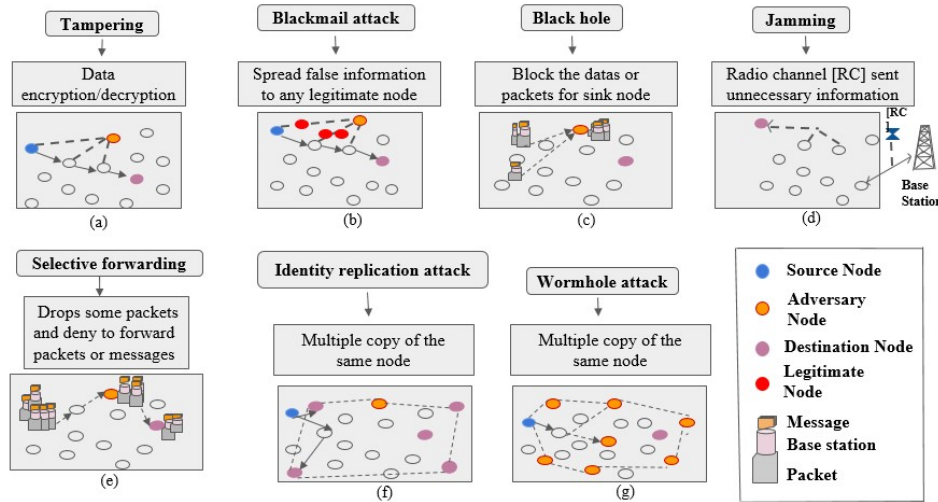 Tampering
Data
encryption/decryption
(a)
Blackmail attack
Spread false information
to any legitimate node
(b)
Black hole
Block the datas or
packets for sink node
(c)
Jamming
Radio channel [RC] sent
unnecessary information
[RC
Base
Station
(d)
Selective forwarding
Drops some packets
and deny to forward
packets or messages
(e)
Identity replication attack
Multiple copy of the
same node
(f)
Wormhole attack
Multiple copy of the
same node
(g)
Source Node
Adversary
Node
Destination Node
Legitimate
Node
Message
Base station
Packet